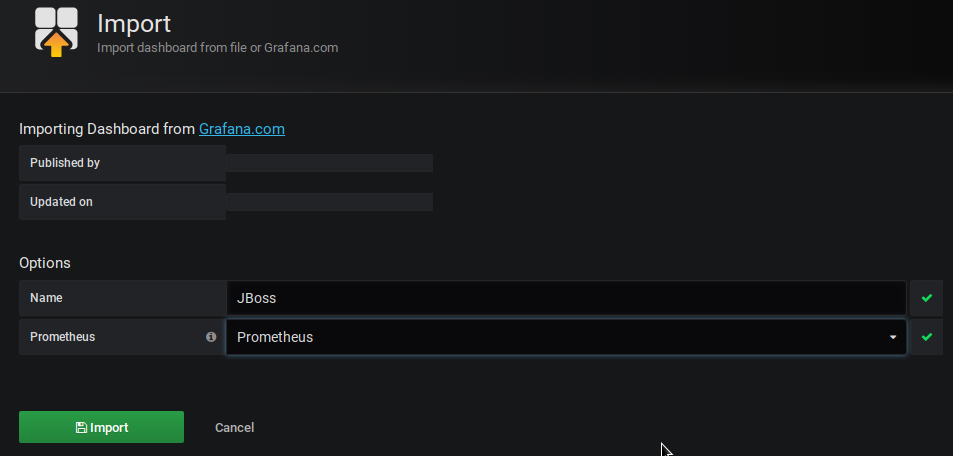 Import
Import dashboard from file or Grafana.com
Importing Dashboard from Grafana.com
Published by
Updated on
Options
Name JBoss
Prometheus Prometheus
Import Cancel